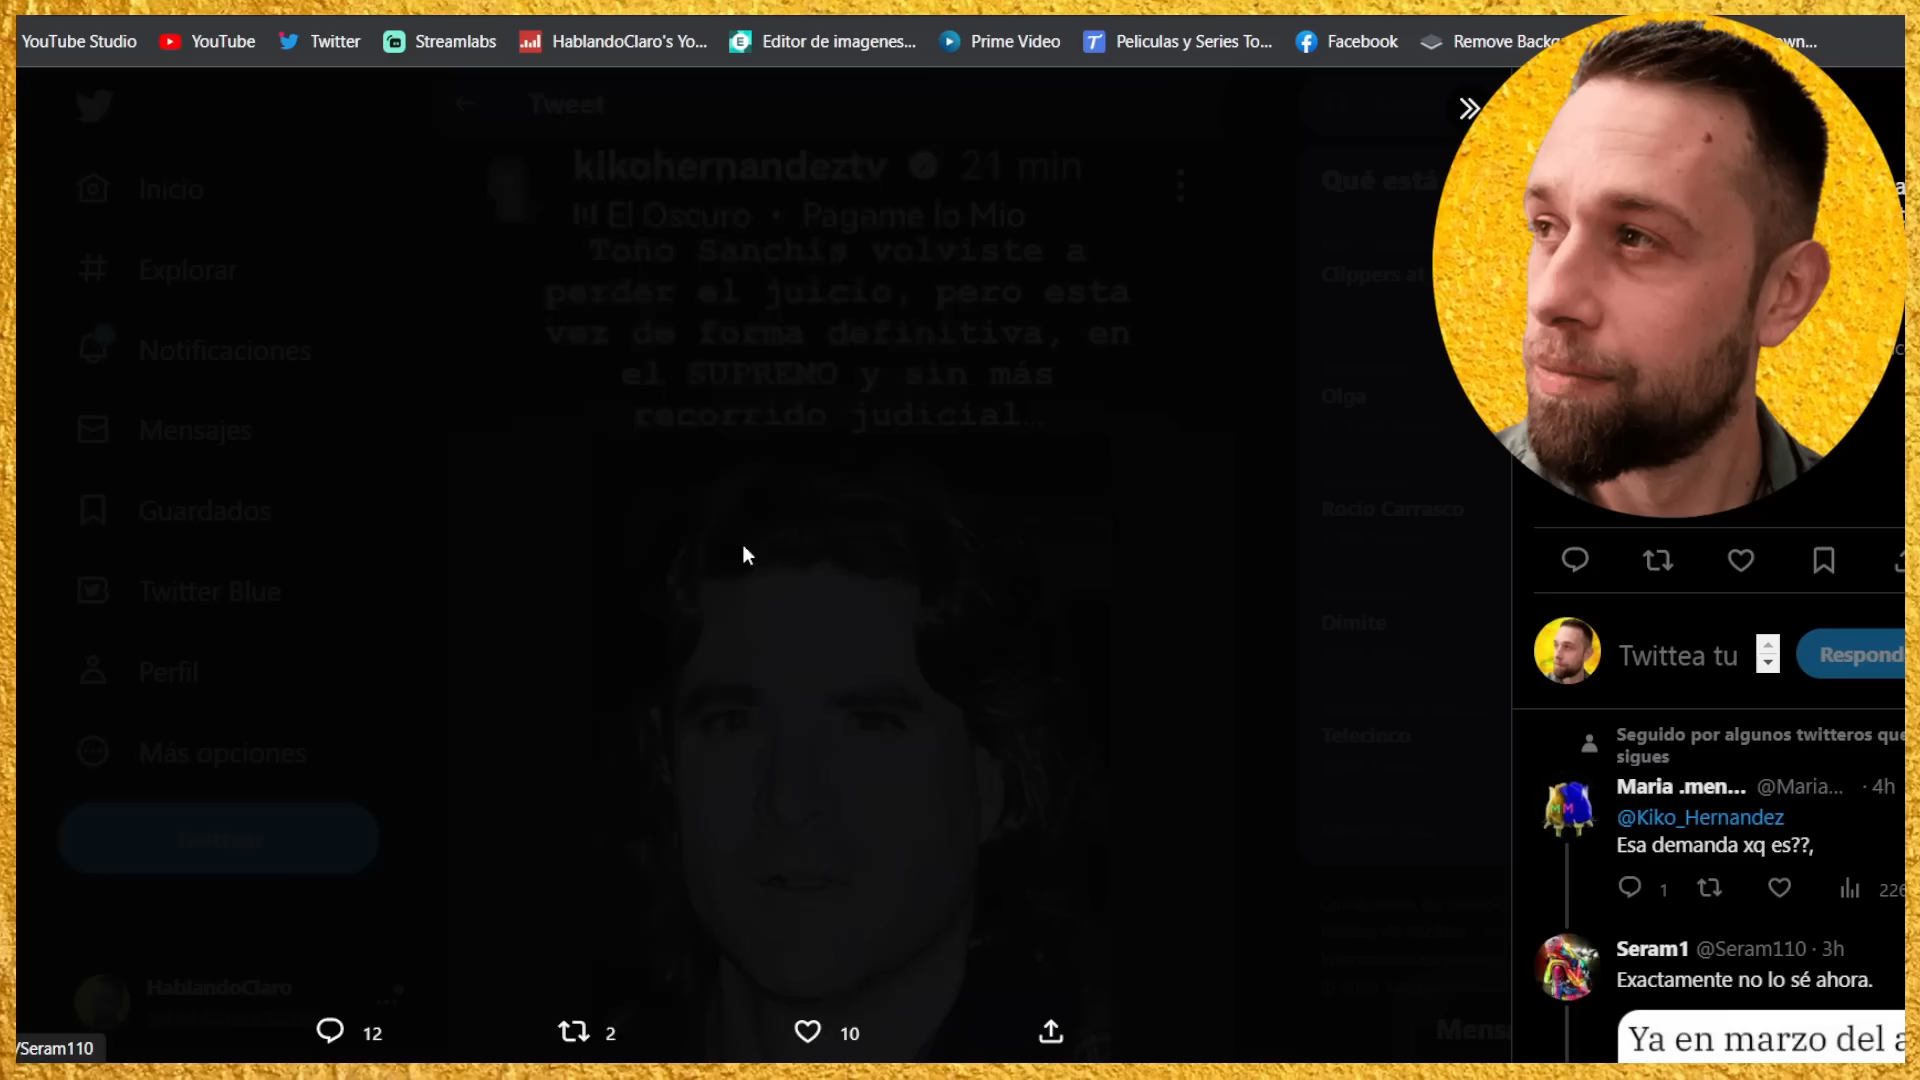 YouTube Studio
YouTube
Twitter
Streamlabs
HablandoClaro's Yo...
Editor de imagenes...
Prime Video
Peliculas y Series To...
Facebook
Remove Backg
own...
Tweet
kikohernandeztv 21 min
El Oscuro • Pagame lo Mio
Toño Sanchís volviste a
perder el juicio, pero esta
vez de forma definitiva, en
el SUPREMO y sin más
recorrido judicial...
Inicio
Explorar
Notificaciones
Mensajes
Guardados
Twitter Blue
Perfil
Más opciones
HablandoClaro
/Seram110
12
2
10
Qué está
Clippers at
Olga
Rocio Carrasco
Dimite
Telecinco
Mensa
Twittea tu
Respond
Seguido por algunos twitteros que
sigues
Maria .men... @Maria... · 4h
@Kiko_Hernandez
Esa demanda xq es??,
1
226
Seram1 @Seram110 · 3h
Exactamente no lo sé ahora.
Ya en marzo del a